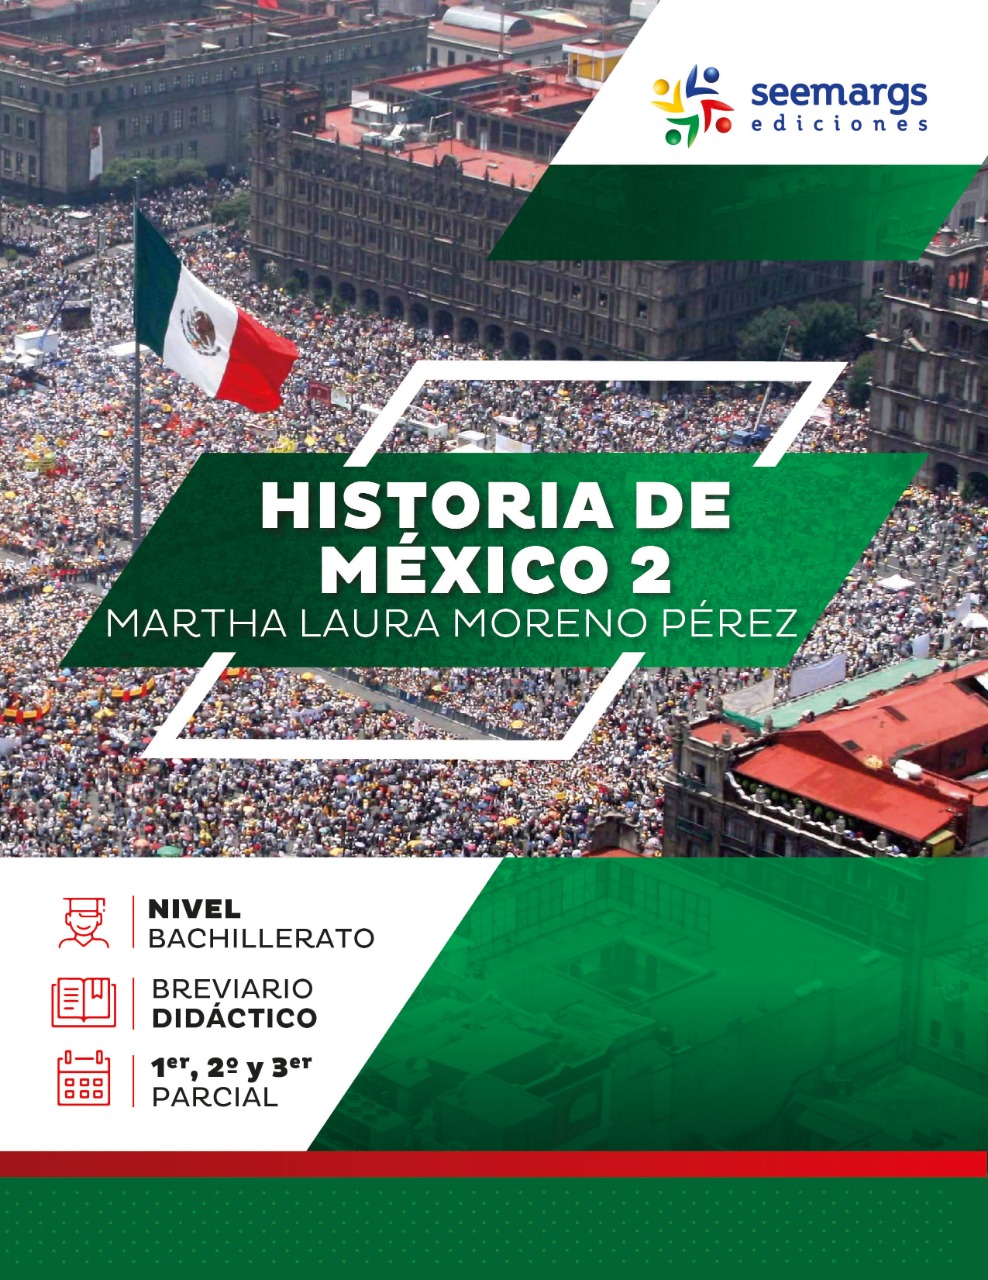 seemargs
ediciones
HISTORIA DE
MÉXICO 2
MARTHA LAURA MORENO PÉREZ
NIVEL
BACHILLERATO
BREVIARIO
DIDÁCTICO
1er, 2º y 3er
PARCIAL